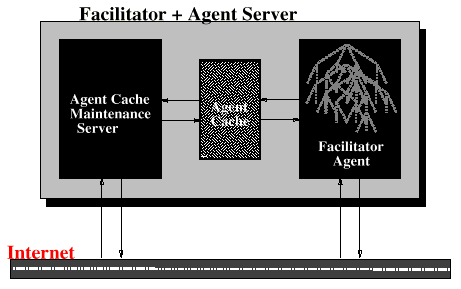 Facilitator + Agent Server
Agent Cache
Maintenance
Server
Agent
Cache
Facilitator
Agent
Internet